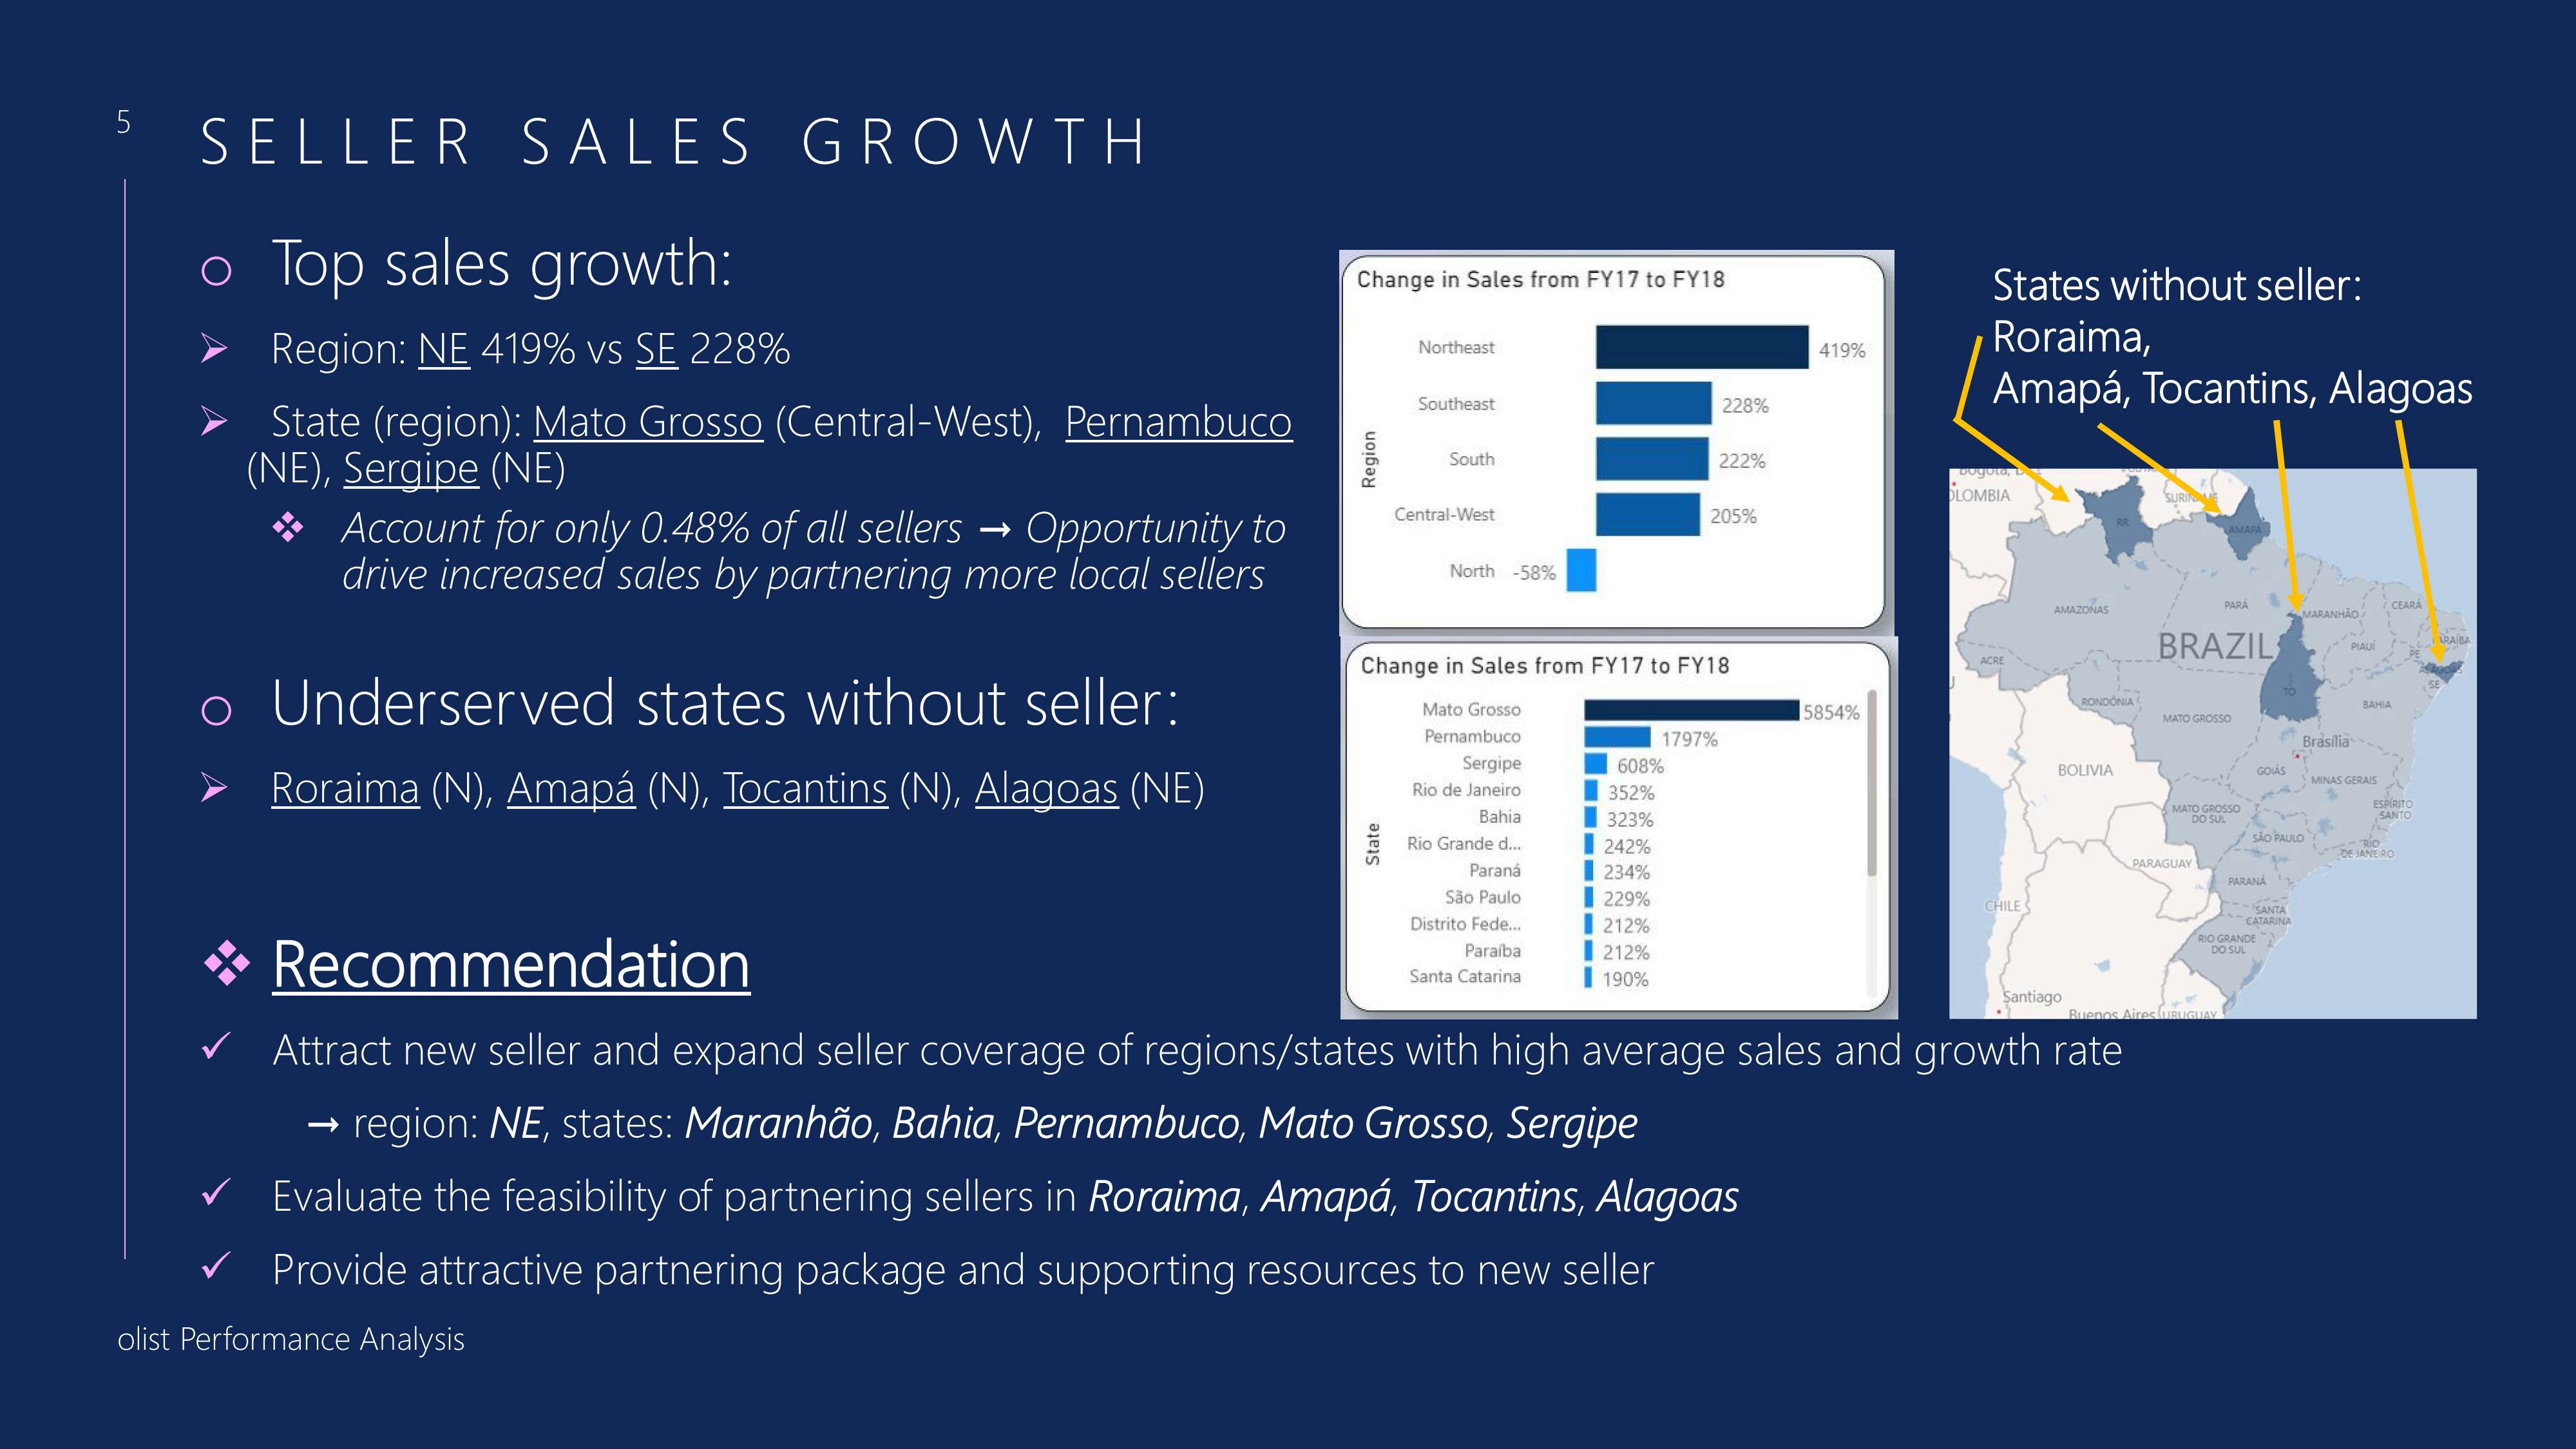 5
SELLER SALES GROWTH
o Top sales growth:
➢ Region: NE 419% vs SE 228%
➢ State (region): Mato Grosso (Central-West), Pernambuco
(NE), Sergipe (NE)
❖ Account for only 0.48% of all sellers → Opportunity to
drive increased sales by partnering more local sellers
o Underserved states without seller:
➢ Roraima (N), Amapá (N), Tocantins (N), Alagoas (NE)
❖ Recommendation
✓ Attract new seller and expand seller coverage of regions/states with high average sales and growth rate
→ region: NE, states: Maranhão, Bahia, Pernambuco, Mato Grosso, Sergipe
✓ Evaluate the feasibility of partnering sellers in Roraima, Amapá, Tocantins, Alagoas
✓ Provide attractive partnering package and supporting resources to new seller
olist Performance Analysis
Change in Sales from FY17 to FY18
Region
Northeast 419%
Southeast 228%
South 222%
Central-West 205%
North -58%
Change in Sales from FY17 to FY18
State
Mato Grosso 5854%
Pernambuco 1797%
Sergipe 608%
Rio de Janeiro 352%
Bahia 323%
Rio Grande d... 242%
Paraná 234%
São Paulo 229%
Distrito Fede... 212%
Paraíba 212%
Santa Catarina 190%
States without seller:
Roraima,
Amapá, Tocantins, Alagoas
OLOMBIA
RR
AMAPÁ
AMAZONAS
PARÁ
MARANHÃO
CEARÁ
BRAZIL
PIAUÍ
PARAÍBA
PE
ALAGOAS
SE
ACRE
TO
RONDÔNIA
MATO GROSSO
BAHIA
Brasília
BOLIVIA
GOIÁS
MINAS GERAIS
MATO GROSSO
DO SUL
ESPÍRITO
SANTO
SÃO PAULO
RIO
DE JANEIRO
PARAGUAY
PARANÁ
CHILE
SANTA
CATARINA
RIO GRANDE
DO SUL
Santiago
Buenos Aires
URUGUAY